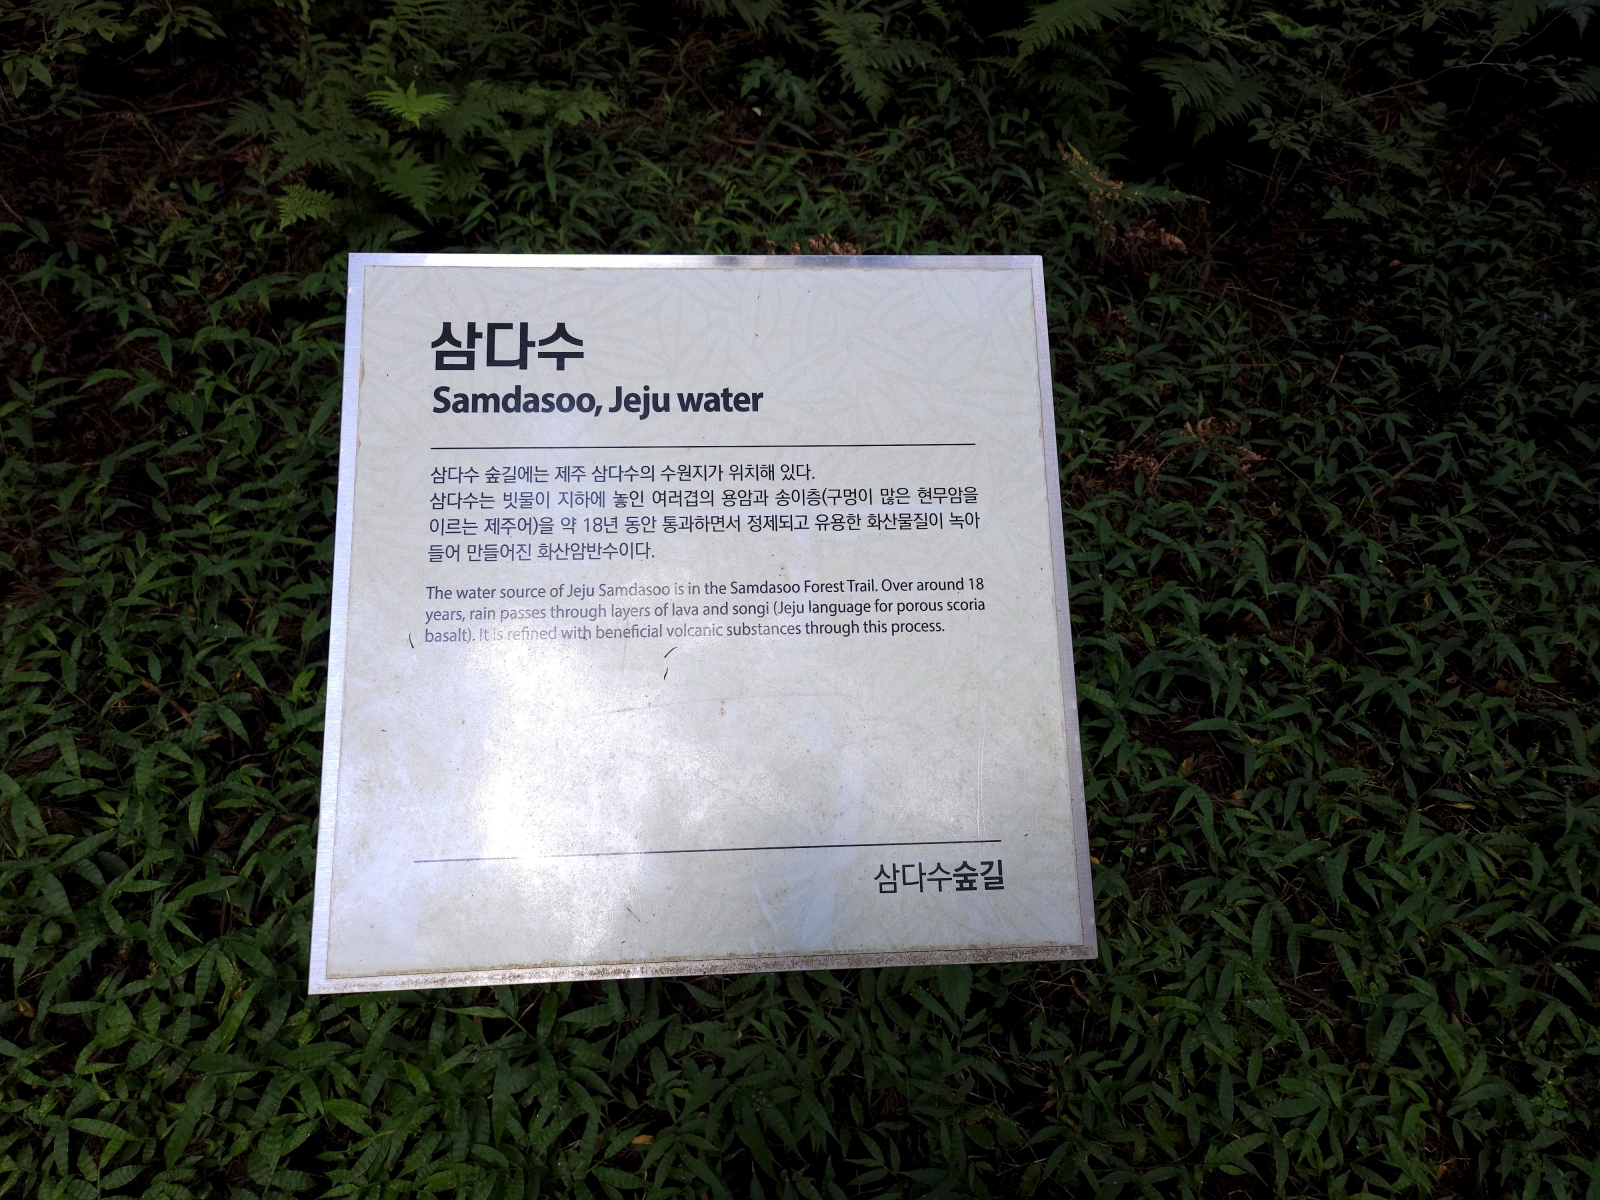 삼다수
Samdasoo, Jeju water
삼다수 숲길에는 제주 삼다수의 수원지가 위치해 있다.
삼다수는 빗물이 지하에 놓인 여러겹의 용암과 송이층(구멍이 많은 현무암을
이르는 제주어)을 약 18년 동안 통과하면서 정제되고 유용한 화산물질이 녹아
들어 만들어진 화산암반수이다.
The water source of Jeju Samdasoo is in the Samdasoo Forest Trail. Over around 18
years, rain passes through layers of lava and songi (Jeju language for porous scoria
basalt). It is refined with beneficial volcanic substances through this process.
삼다수숲길